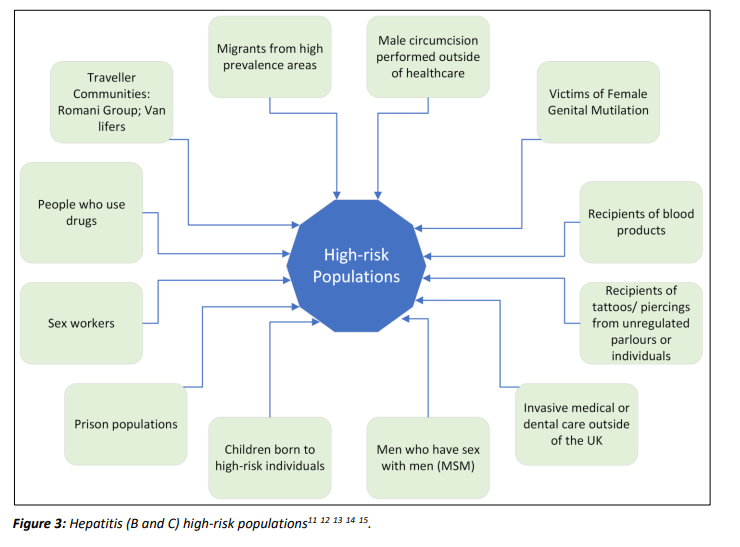 Migrants from high
prevalence areas
Male circumcision
performed outside
of healthcare
Traveller
Communities:
Romani Group; Van
lifers
Victims of Female
Genital Mutilation
People who use
drugs
Recipients of blood
products
High-risk
Populations
Sex workers
Recipients of
tattoos/ piercings
from unregulated
parlours or
individuals
Prison populations
Invasive medical or
dental care outside
of the UK
Children born to
high-risk individuals
Men who have sex
with men (MSM)
Figure 3: Hepatitis (B and C) high-risk populations11 12 13 14 15.